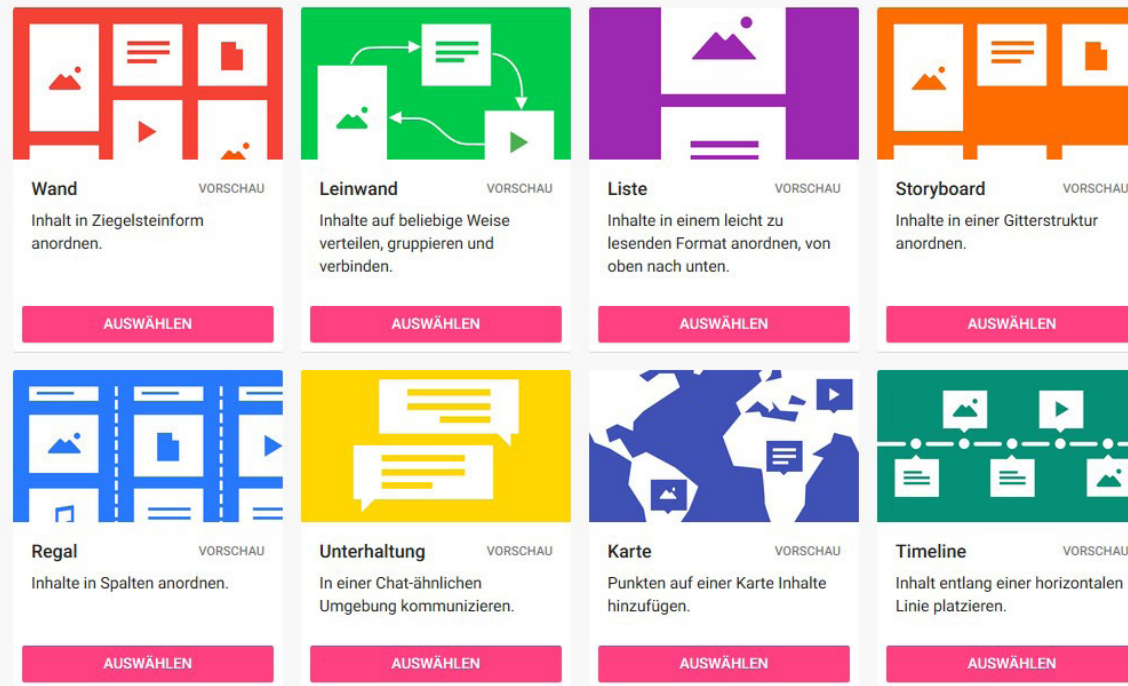 Wand VORSCHAU
Inhalt in Ziegelsteinform
anordnen.
AUSWÄHLEN
Leinwand VORSCHAU
Inhalte auf beliebige Weise
verteilen, gruppieren und
verbinden.
AUSWÄHLEN
Liste VORSCHAU
Inhalte in einem leicht zu
lesenden Format anordnen, von
oben nach unten.
AUSWÄHLEN
Storyboard VORSCHAU
Inhalte in einer Gitterstruktur
anordnen.
AUSWÄHLEN
Regal VORSCHAU
Inhalte in Spalten anordnen.
AUSWÄHLEN
Unterhaltung VORSCHAU
In einer Chat-ähnlichen
Umgebung kommunizieren.
AUSWÄHLEN
Karte VORSCHAU
Punkten auf einer Karte Inhalte
hinzufügen.
AUSWÄHLEN
Timeline VORSCHAU
Inhalt entlang einer horizontalen
Linie platzieren.
AUSWÄHLEN